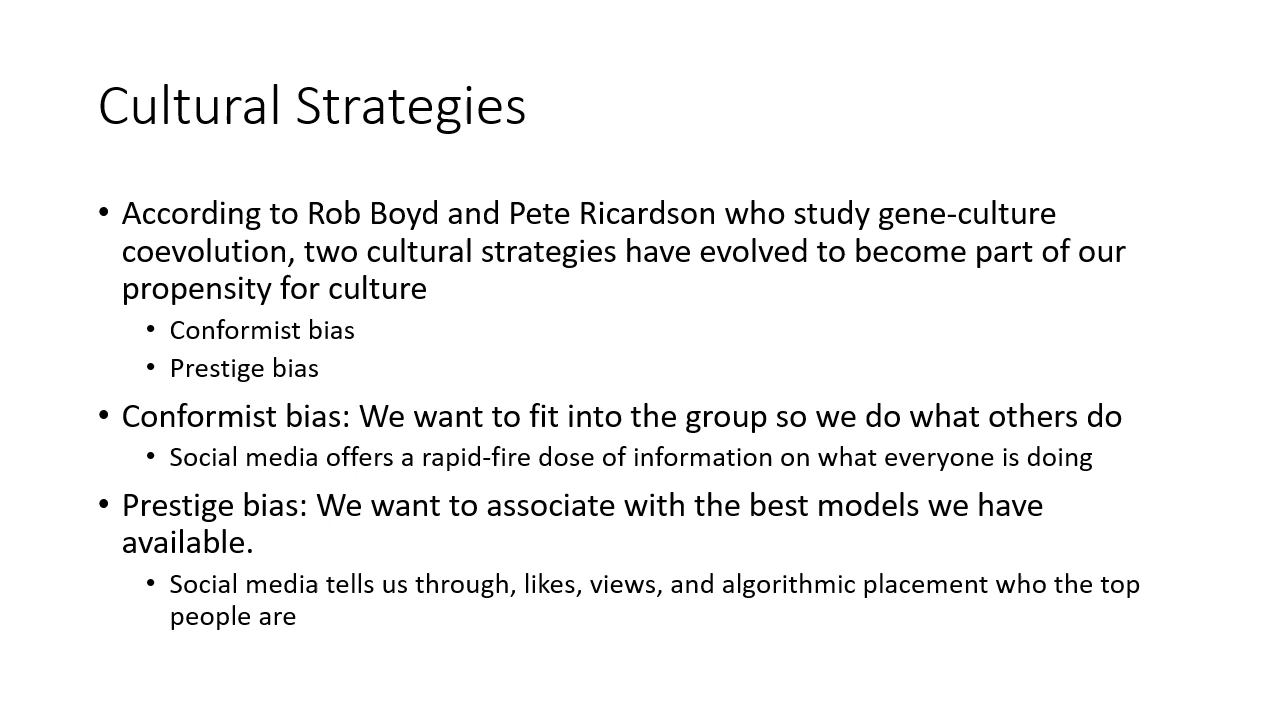 Cultural Strategies
• According to Rob Boyd and Pete Ricardson who study gene-culture
coevolution, two cultural strategies have evolved to become part of our
propensity for culture
• Conformist bias
• Prestige bias
• Conformist bias: We want to fit into the group so we do what others do
• Social media offers a rapid-fire dose of information on what everyone is doing
• Prestige bias: We want to associate with the best models we have
available.
• Social media tells us through, likes, views, and algorithmic placement who the top
people are